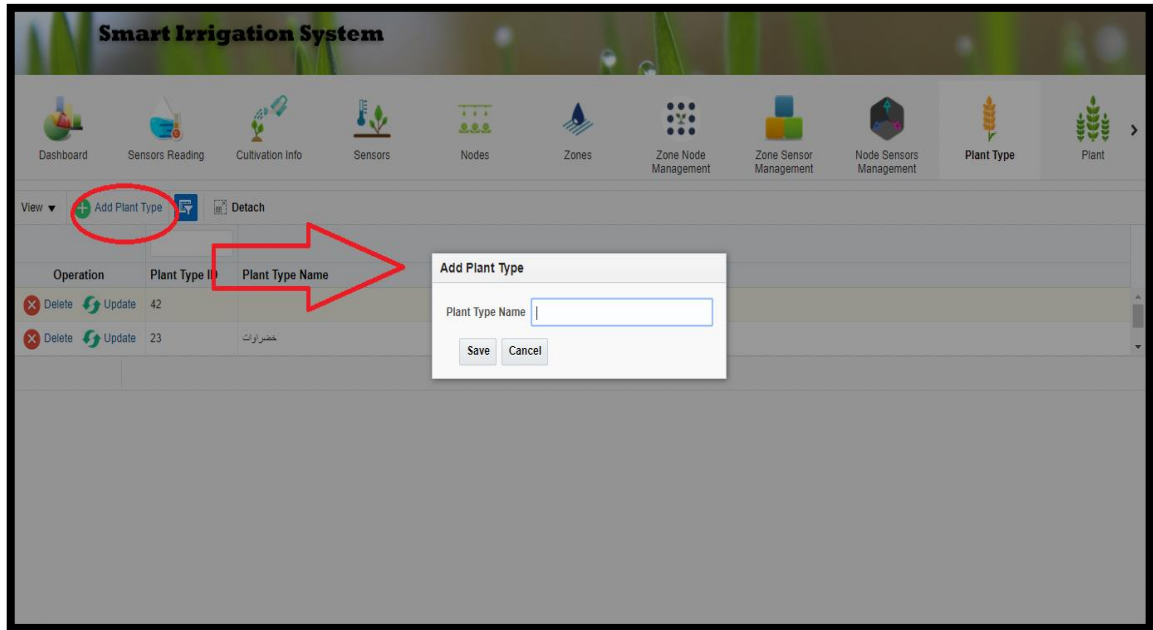 Smart Irrigation System
Dashboard
Sensors Reading
Cultivation Info
Sensors
Nodes
Zones
Zone Node
Management
Zone Sensor
Management
Node Sensors
Management
Plant Type
Plant
View
Add Plant Type
Detach
Operation Plant Type ID Plant Type Name
Delete Update 42
Delete Update 23 خضراوات
Add Plant Type
Plant Type Name
Save Cancel